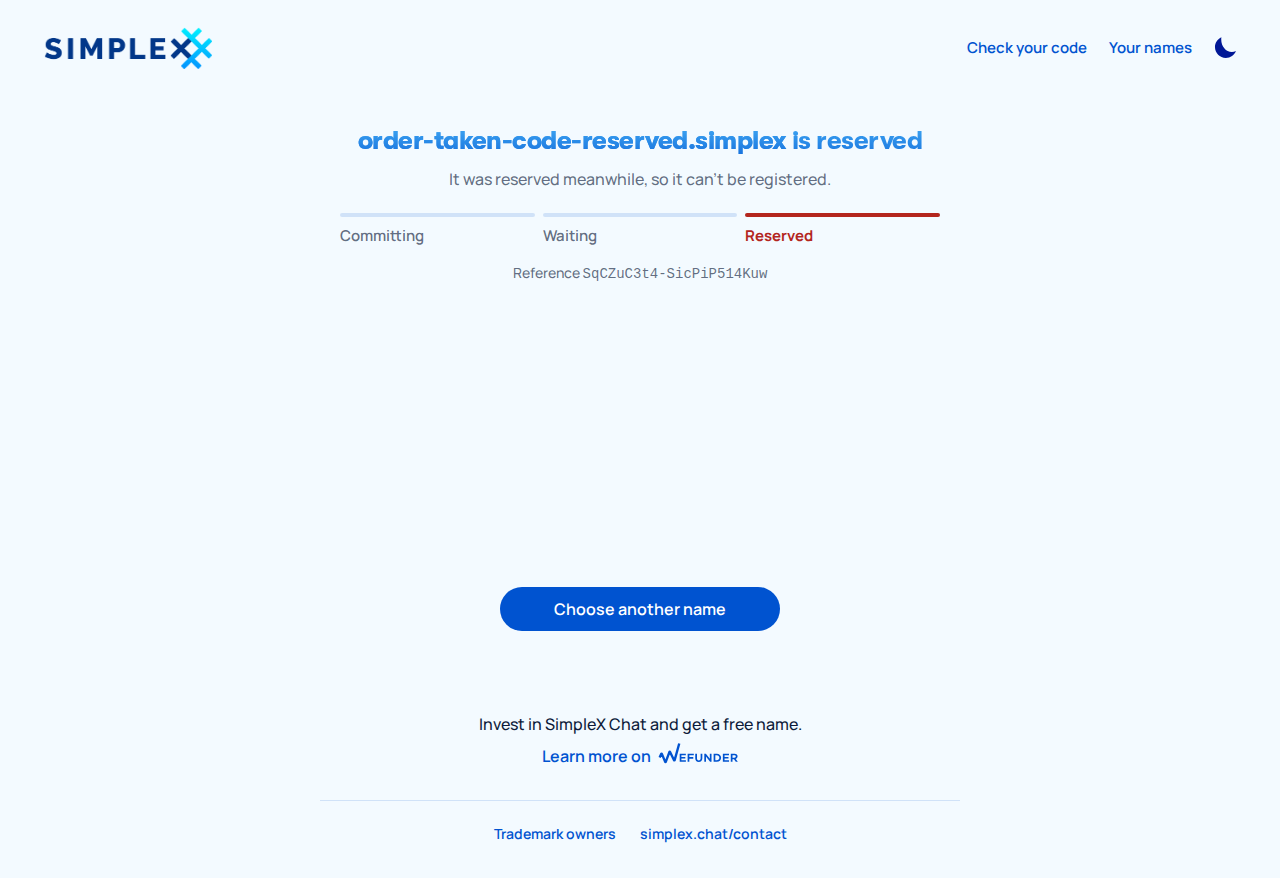 SIMPLEX
Check your code
Your names
order-taken-code-reserved.simplex is reserved
It was reserved meanwhile, so it can't be registered.
Committing
Waiting
Reserved
Reference SqCZuC3t4-SicPiP514Kuw
Choose another name
Invest in SimpleX Chat and get a free name.
Learn more on WEFUNDER
Trademark owners
simplex.chat/contact